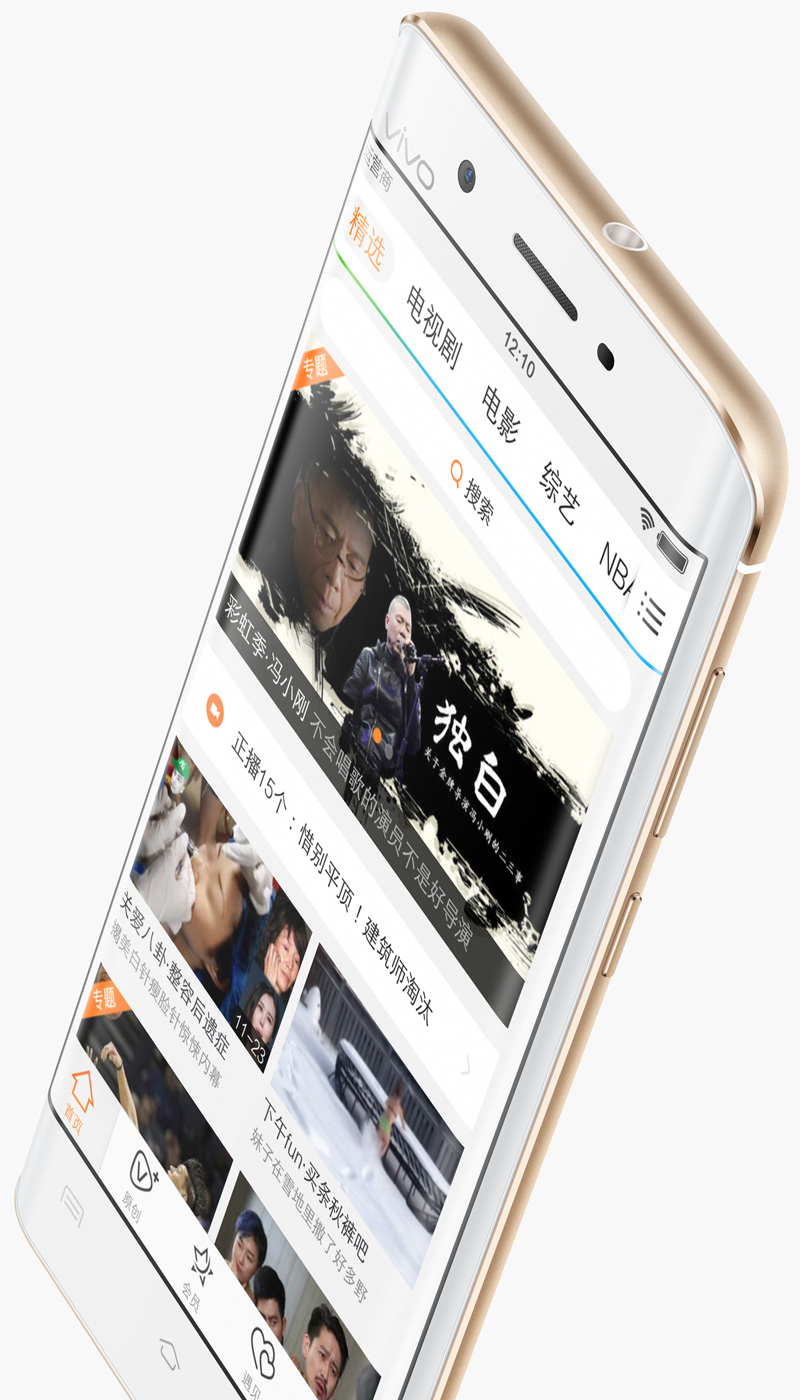 vivo
运营商
12:10
精选
电视剧
电影
综艺
NBA
搜索
专题
独白
关于金牌导演冯小刚的二三事
彩虹季·冯小刚 不会唱歌的演员不是好导演
正播15个：惜别平顶！建筑师淘汰
11-23
关爱八卦·整容后遗症
揭美白针瘦脸针惊悚内幕
下午fun·买条秋裤吧
妹子在雪地里撒了好多野
专题
首页
原创
会员
遇见